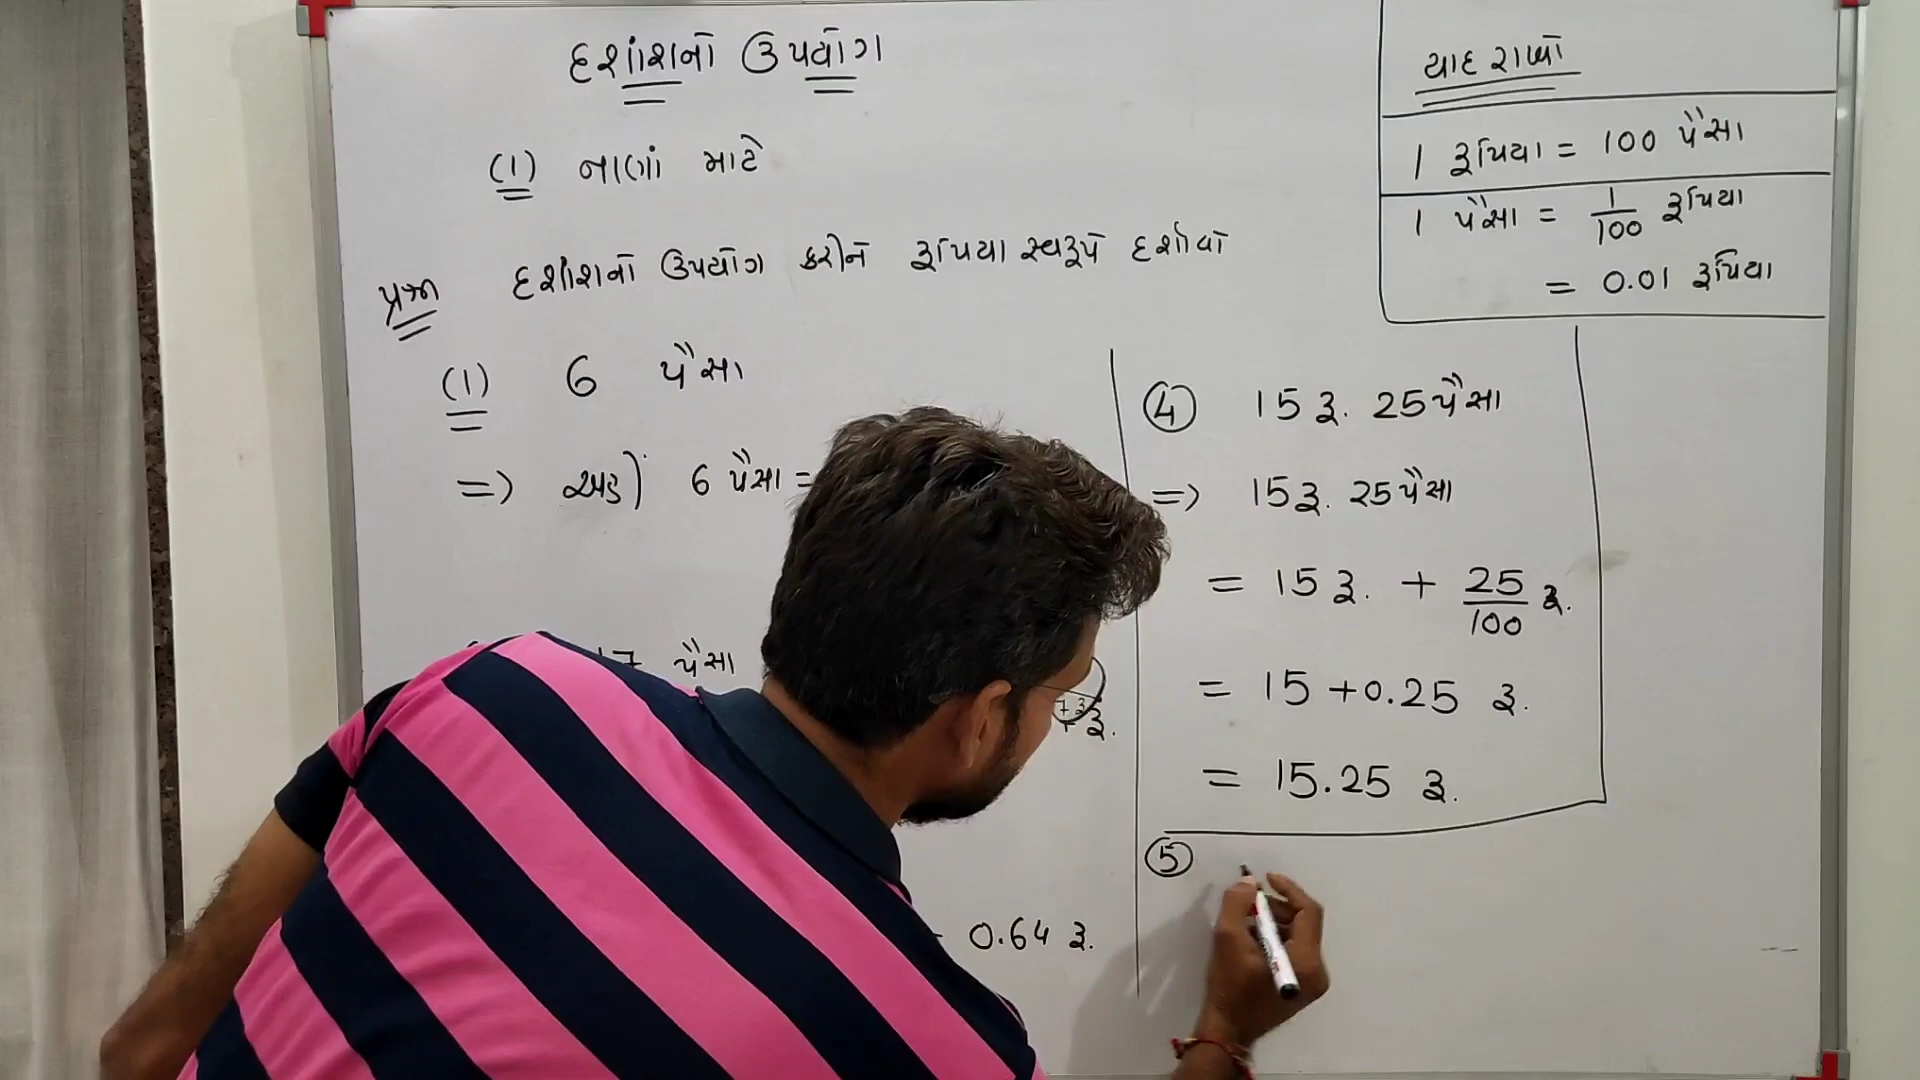 દશાંશનો ઉપયોગ
(1) નાણાં માટે
પ્રશ્ન દશાંશનો ઉપયોગ કરીને રૂપિયા સ્વરૂપે દર્શાવો
(1) 6 પૈસા
=> અહીં 6 પૈસા =
17 પૈસા
રૂ.
0.64 રૂ.
યાદ રાખો
1 રૂપિયા = 100 પૈસા
1 પૈસા = 1/100 રૂપિયા
= 0.01 રૂપિયા
④ 15 રૂ. 25 પૈસા
=> 15 રૂ. 25 પૈસા
= 15 રૂ. + 25/100 રૂ.
= 15 + 0.25 રૂ.
= 15.25 રૂ.
⑤